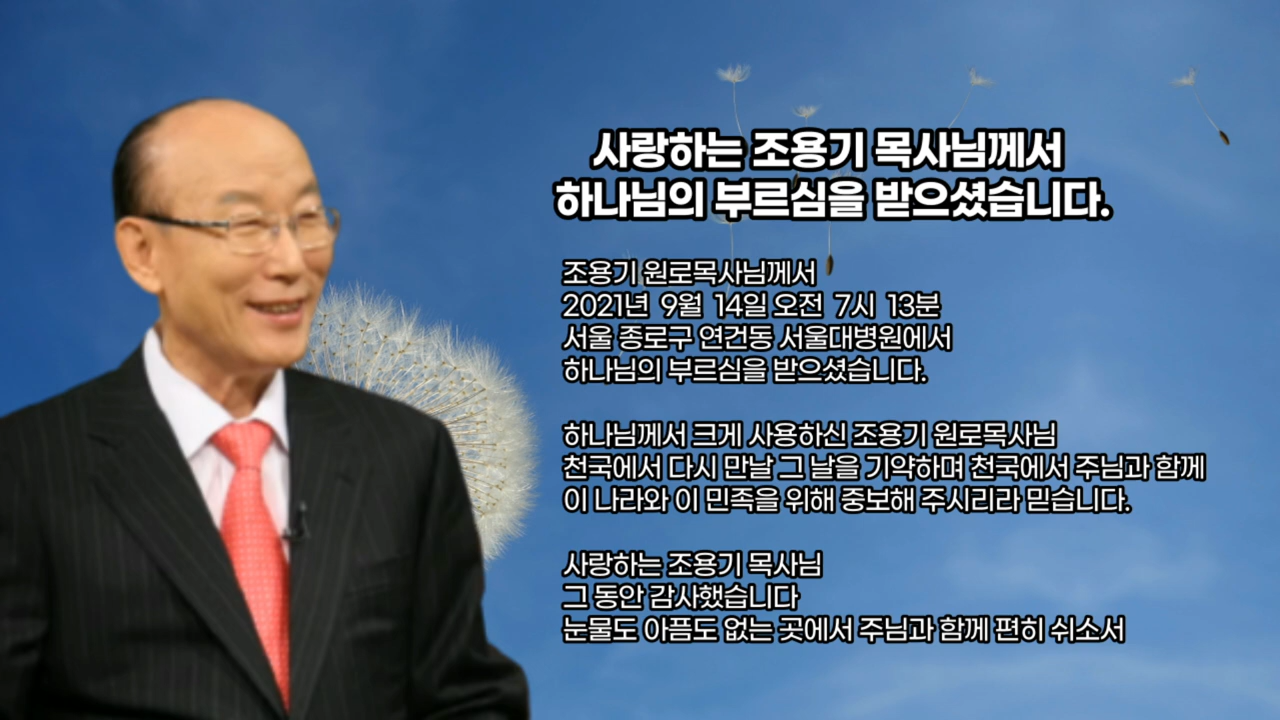 사랑하는 조용기 목사님께서
하나님의 부르심을 받으셨습니다.
조용기 원로목사님께서
2021년 9월 14일 오전 7시 13분
서울 종로구 연건동 서울대병원에서
하나님의 부르심을 받으셨습니다.
하나님께서 크게 사용하신 조용기 원로목사님
천국에서 다시 만날 그 날을 기약하며 천국에서 주님과 함께
이 나라와 이 민족을 위해 중보해 주시리라 믿습니다.
사랑하는 조용기 목사님
그 동안 감사했습니다
눈물도 아픔도 없는 곳에서 주님과 함께 편히 쉬소서